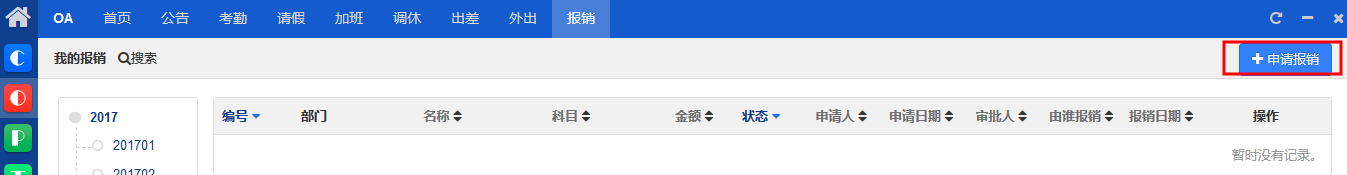 OA 首页 公告 考勤 请假 加班 调休 出差 外出 报销
我的报销 搜索 申请报销
2017
201701
201702
编号 部门 名称 科目 金额 状态 申请人 申请日期 审批人 由谁报销 报销日期 操作
暂时没有记录。